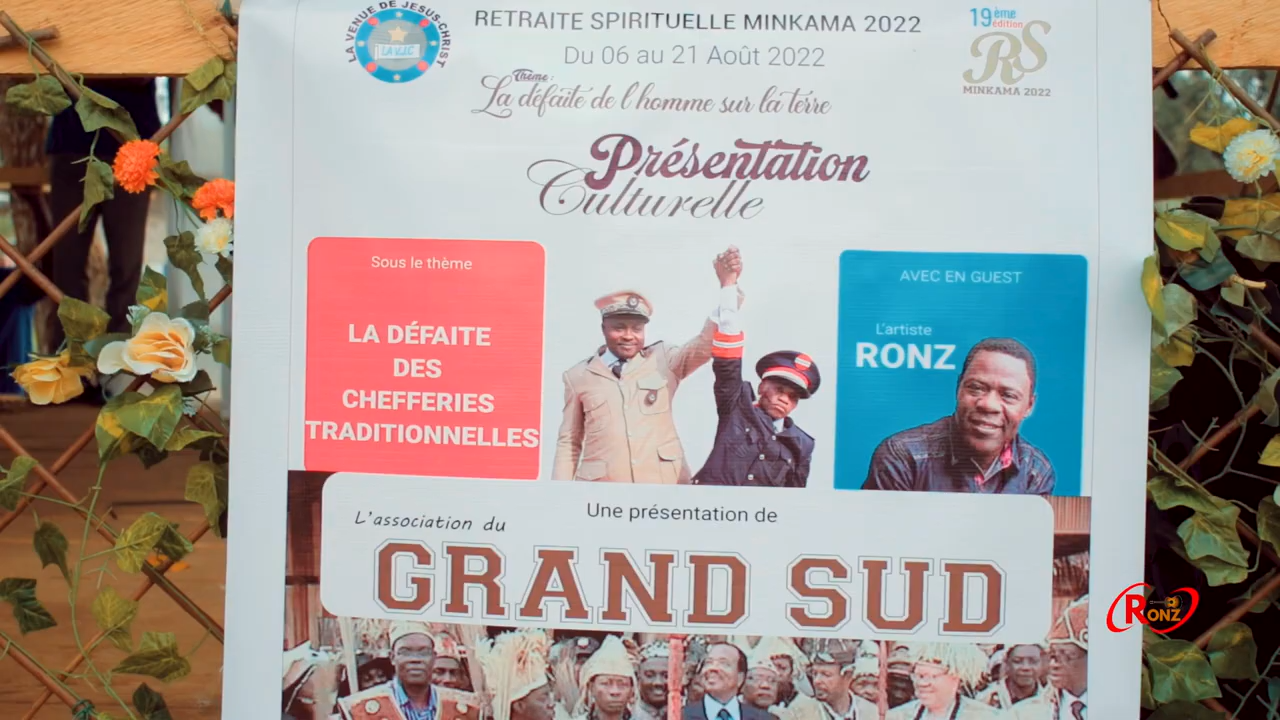 LA VENUE DE JESUS-CHRIST
LA V.J.C
RETRAITE SPIRITUELLE MINKAMA 2022
Du 06 au 21 Août 2022
Thème :
La défaite de l'homme sur la terre
19ème
édition
RS
MINKAMA 2022
Présentation
Culturelle
Sous le thème
LA DÉFAITE
DES
CHEFFERIES
TRADITIONNELLES
AVEC EN GUEST
L'artiste
RONZ
Une présentation de
L'association du
GRAND SUD
RONZ